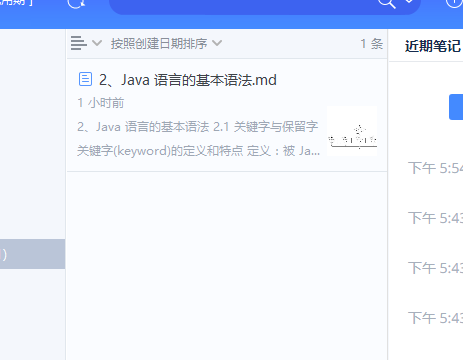 按照创建日期排序
1 条
近期笔记
2、Java 语言的基本语法.md
1 小时前
2、Java 语言的基本语法 2.1 关键字与保留字
关键字(keyword)的定义和特点 定义：被 Ja...
下午 5:54
下午 5:43
下午 5:43
下午 5:43